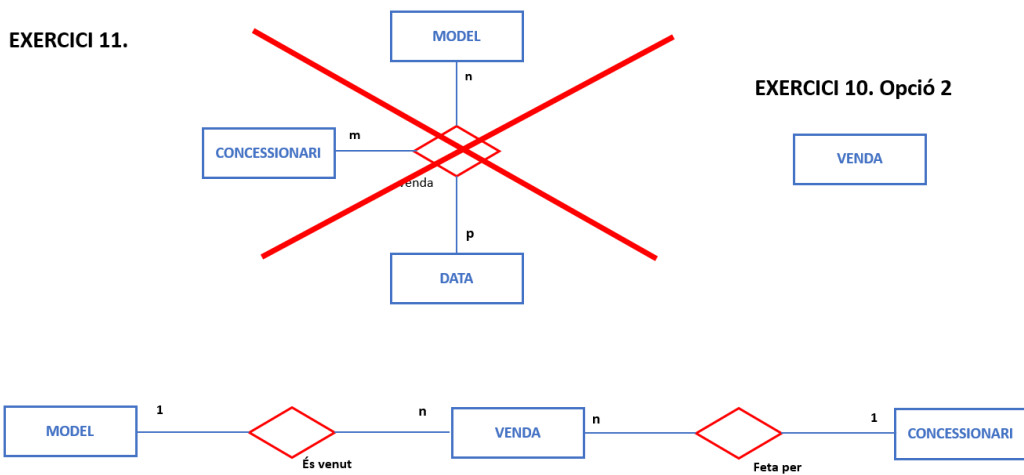 EXERCICI 11.
MODEL
n
EXERCICI 10. Opció 2
m
CONCESSIONARI
VENDA
venda
p
DATA
1
n
n
1
MODEL
VENDA
CONCESSIONARI
És venut
Feta per